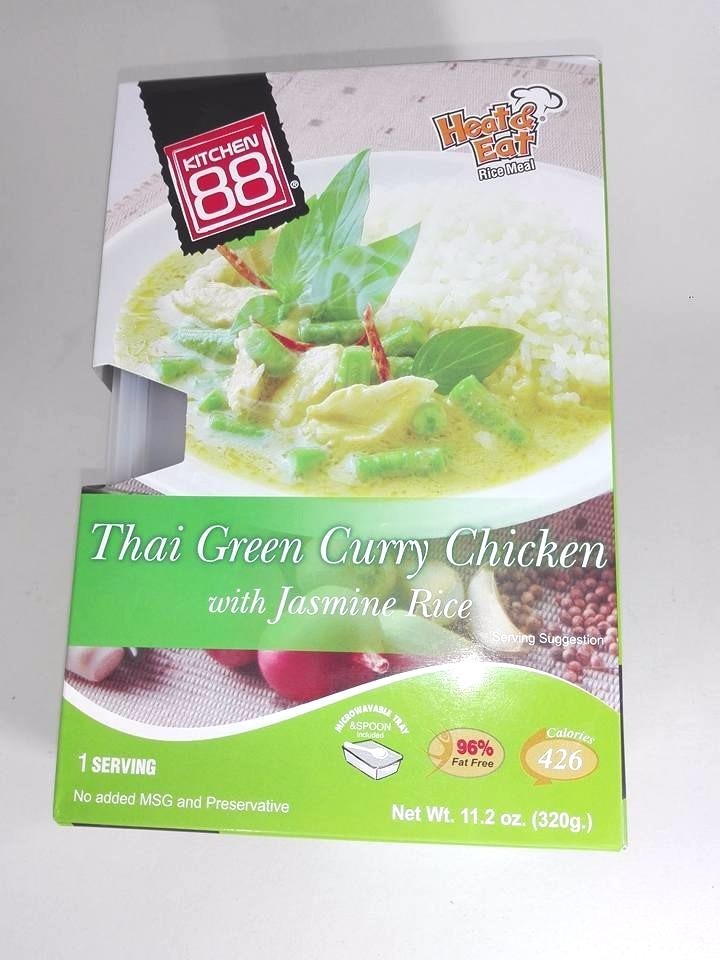 KITCHEN
88®
Heat &
Eat
Rice Meal
Thai Green Curry Chicken
with Jasmine Rice
Serving Suggestion
MICROWAVABLE TRAY
&SPOON
Included
96%
Fat Free
Calories
426
1 SERVING
No added MSG and Preservative
Net Wt. 11.2 oz. (320g.)